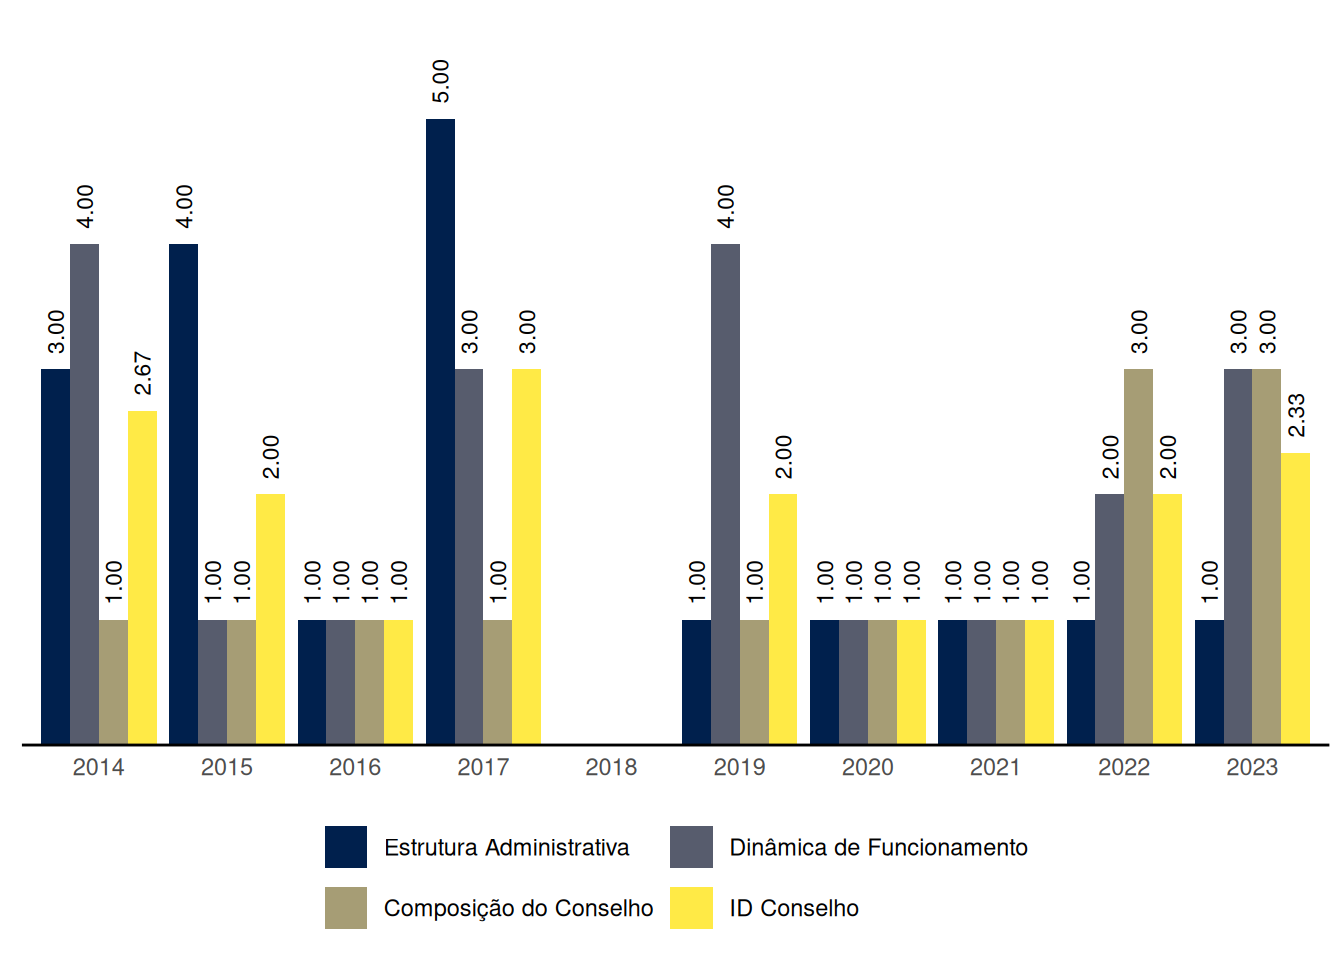 3.00 4.00 1.00 2.67 4.00 1.00 1.00 2.00 1.00 1.00 1.00 1.00 5.00 3.00 1.00 3.00 1.00 4.00 1.00 2.00 1.00 1.00 1.00 1.00 1.00 1.00 1.00 1.00 1.00 2.00 3.00 2.00 1.00 3.00 3.00 2.33
2014 2015 2016 2017 2018 2019 2020 2021 2022 2023
Estrutura Administrativa Dinâmica de Funcionamento
Composição do Conselho ID Conselho